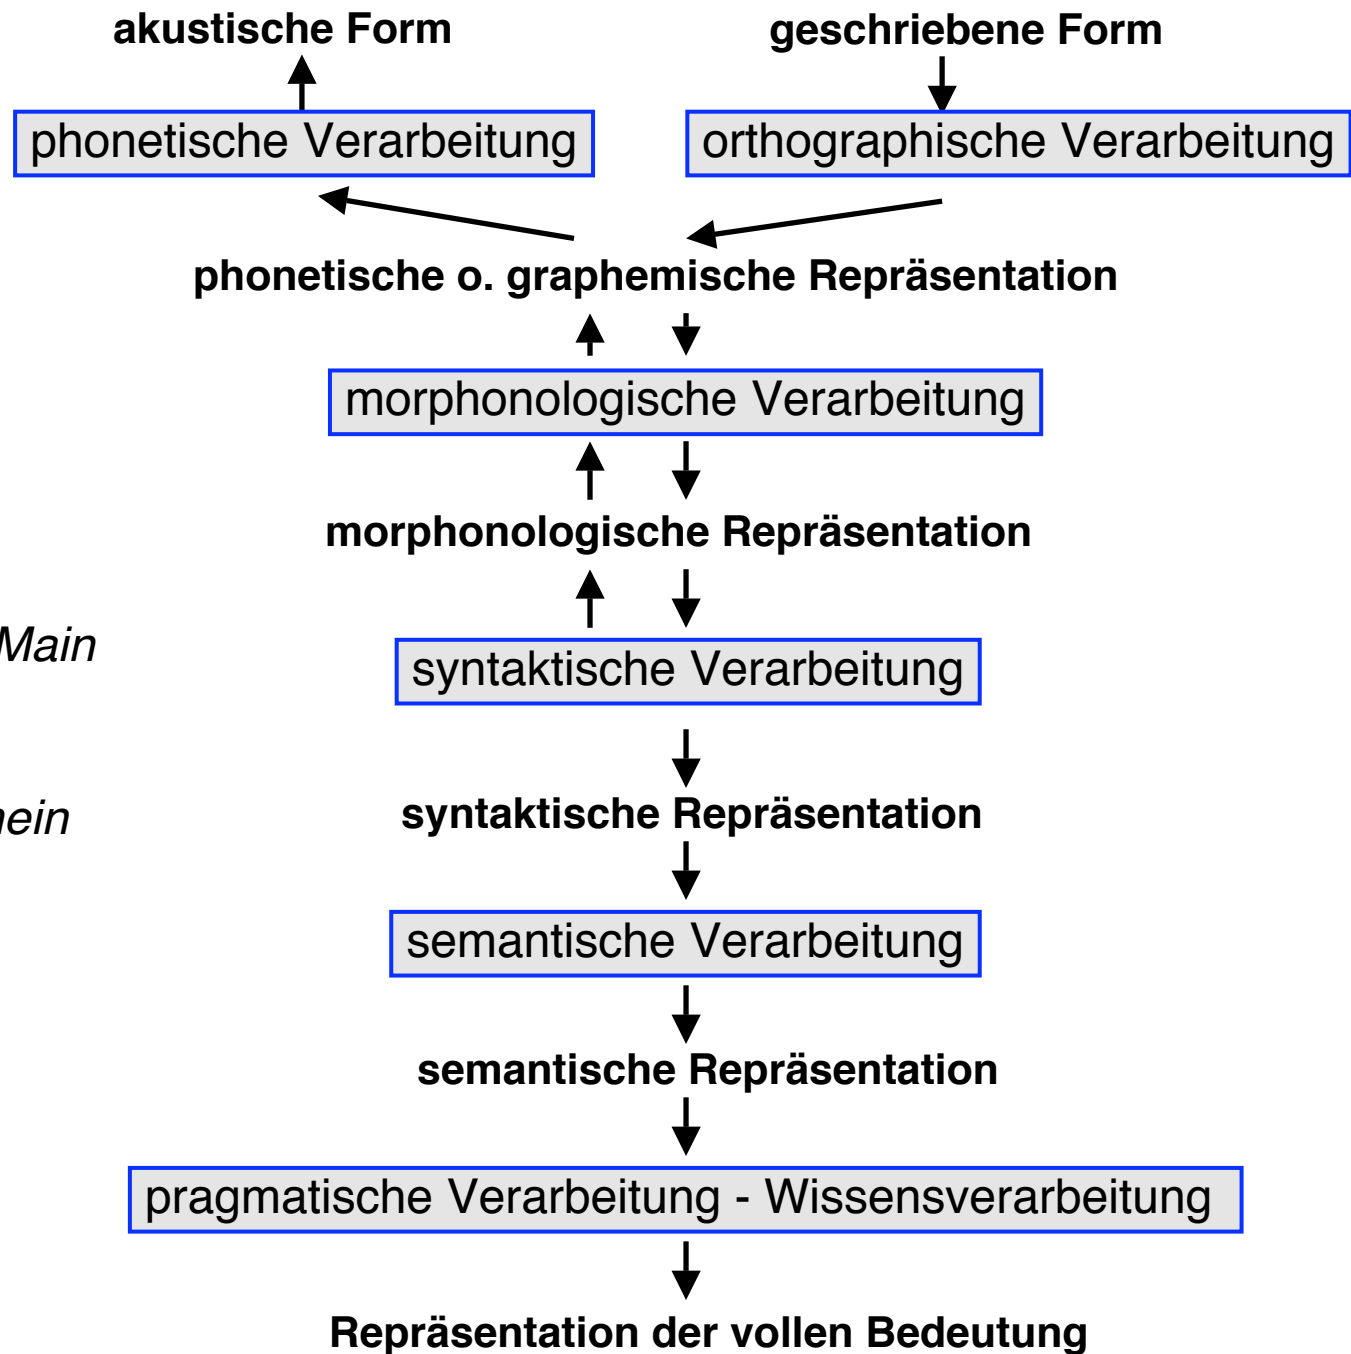 akustische Form
geschriebene Form
phonetische Verarbeitung
orthographische Verarbeitung
phonetische o. graphemische Repräsentation
morphonologische Verarbeitung
morphonologische Repräsentation
Main
syntaktische Verarbeitung
syntaktische Repräsentation
semantische Verarbeitung
semantische Repräsentation
pragmatische Verarbeitung - Wissensverarbeitung
Repräsentation der vollen Bedeutung